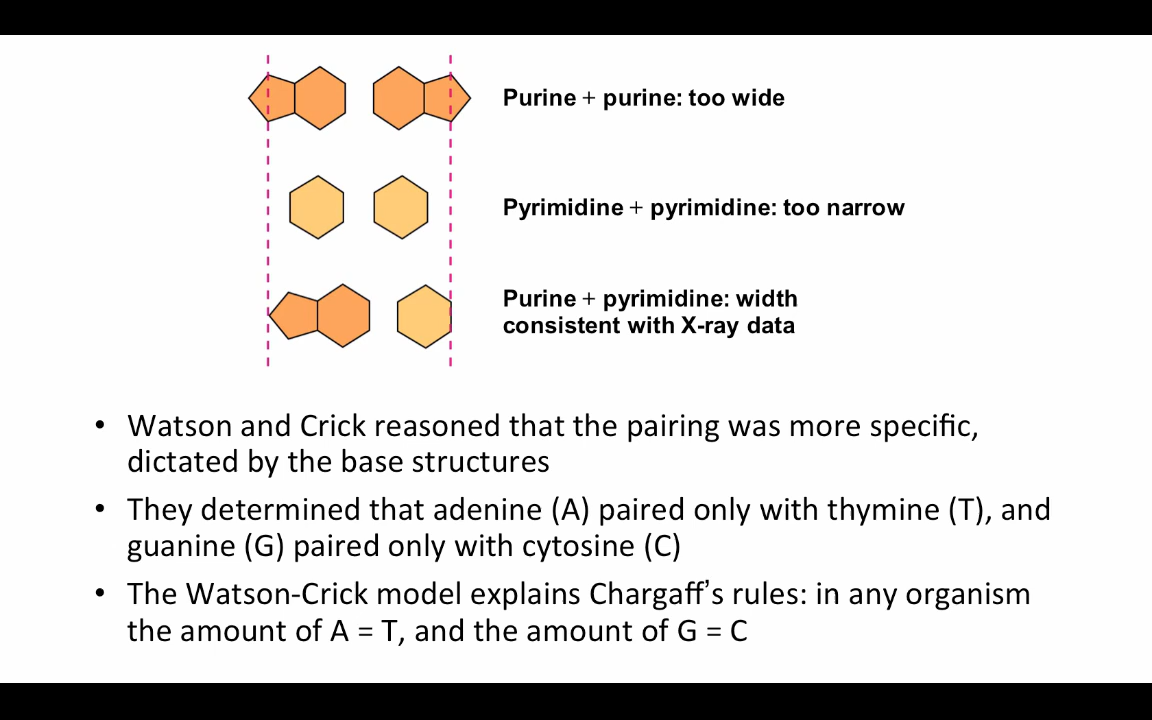 Purine + purine: too wide
Pyrimidine + pyrimidine: too narrow
Purine + pyrimidine: width
consistent with X-ray data
• Watson and Crick reasoned that the pairing was more specific,
dictated by the base structures
• They determined that adenine (A) paired only with thymine (T), and
guanine (G) paired only with cytosine (C)
• The Watson-Crick model explains Chargaff’s rules: in any organism
the amount of A = T, and the amount of G = C